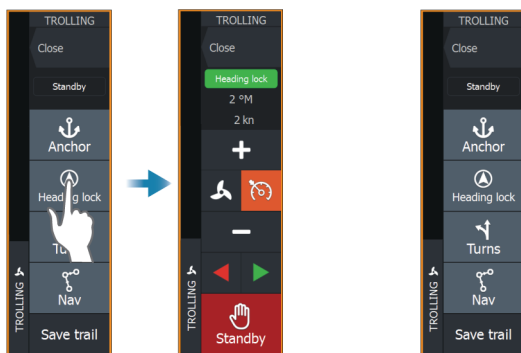 TROLLING
Close
Standby
Anchor
Heading lock
Tu
Nav
Save trail
TROLLING
TROLLING
Close
Heading lock
2 °M
2 kn
Standby
TROLLING
TROLLING
Close
Standby
Anchor
Heading lock
Turns
Nav
Save trail
TROLLING